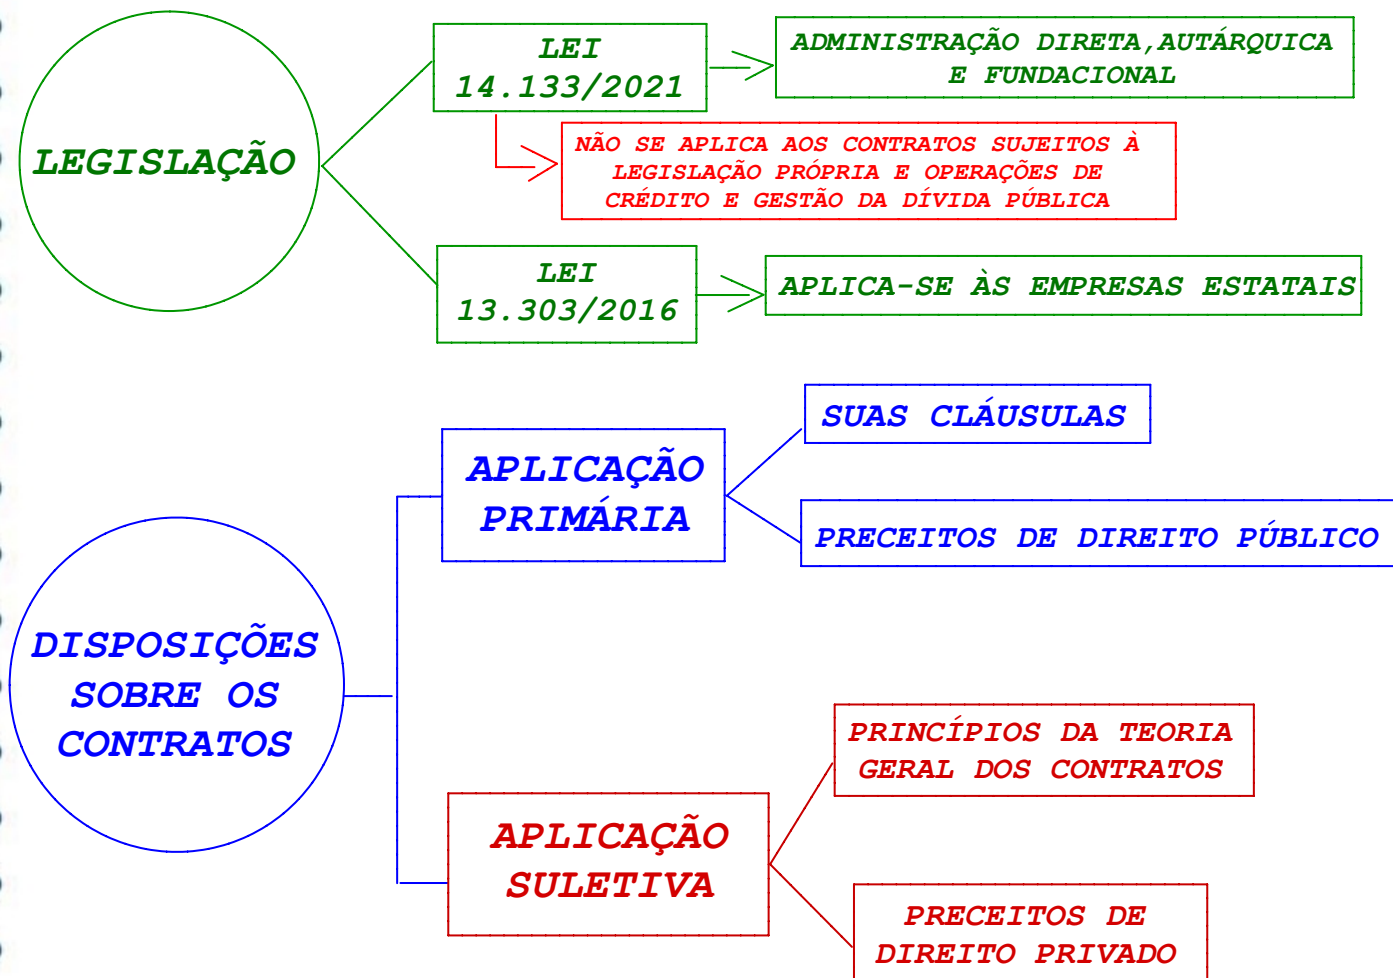 LEGISLAÇÃO
LEI
14.133/2021
ADMINISTRAÇÃO DIRETA,AUTÁRQUICA
E FUNDACIONAL
NÃO SE APLICA AOS CONTRATOS SUJEITOS À
LEGISLAÇÃO PRÓPRIA E OPERAÇÕES DE
CRÉDITO E GESTÃO DA DÍVIDA PÚBLICA
LEI
13.303/2016
APLICA-SE ÀS EMPRESAS ESTATAIS
DISPOSIÇÕES
SOBRE OS
CONTRATOS
APLICAÇÃO
PRIMÁRIA
SUAS CLÁUSULAS
PRECEITOS DE DIREITO PÚBLICO
APLICAÇÃO
SULETIVA
PRINCÍPIOS DA TEORIA
GERAL DOS CONTRATOS
PRECEITOS DE
DIREITO PRIVADO